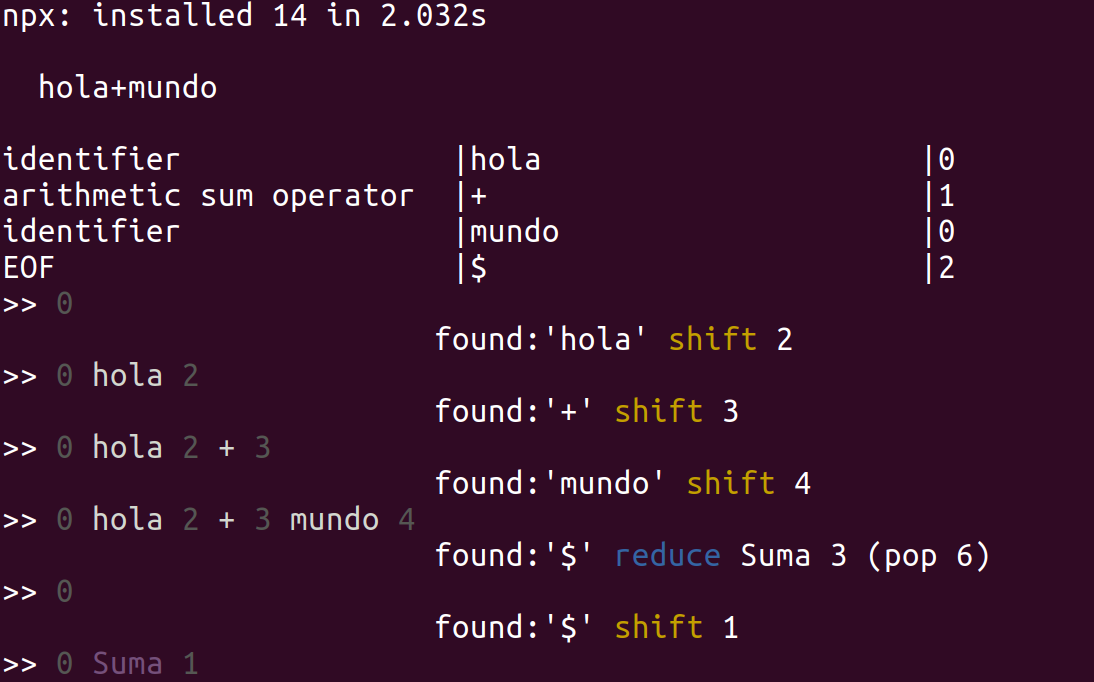 npx: installed 14 in 2.032s
hola+mundo
identifier |hola |0
arithmetic sum operator |+ |1
identifier |mundo |0
EOF |$ |2
>> 0
found:'hola' shift 2
>> 0 hola 2
found:'+' shift 3
>> 0 hola 2 + 3
found:'mundo' shift 4
>> 0 hola 2 + 3 mundo 4
found:'$' reduce Suma 3 (pop 6)
>> 0
found:'$' shift 1
>> 0 Suma 1